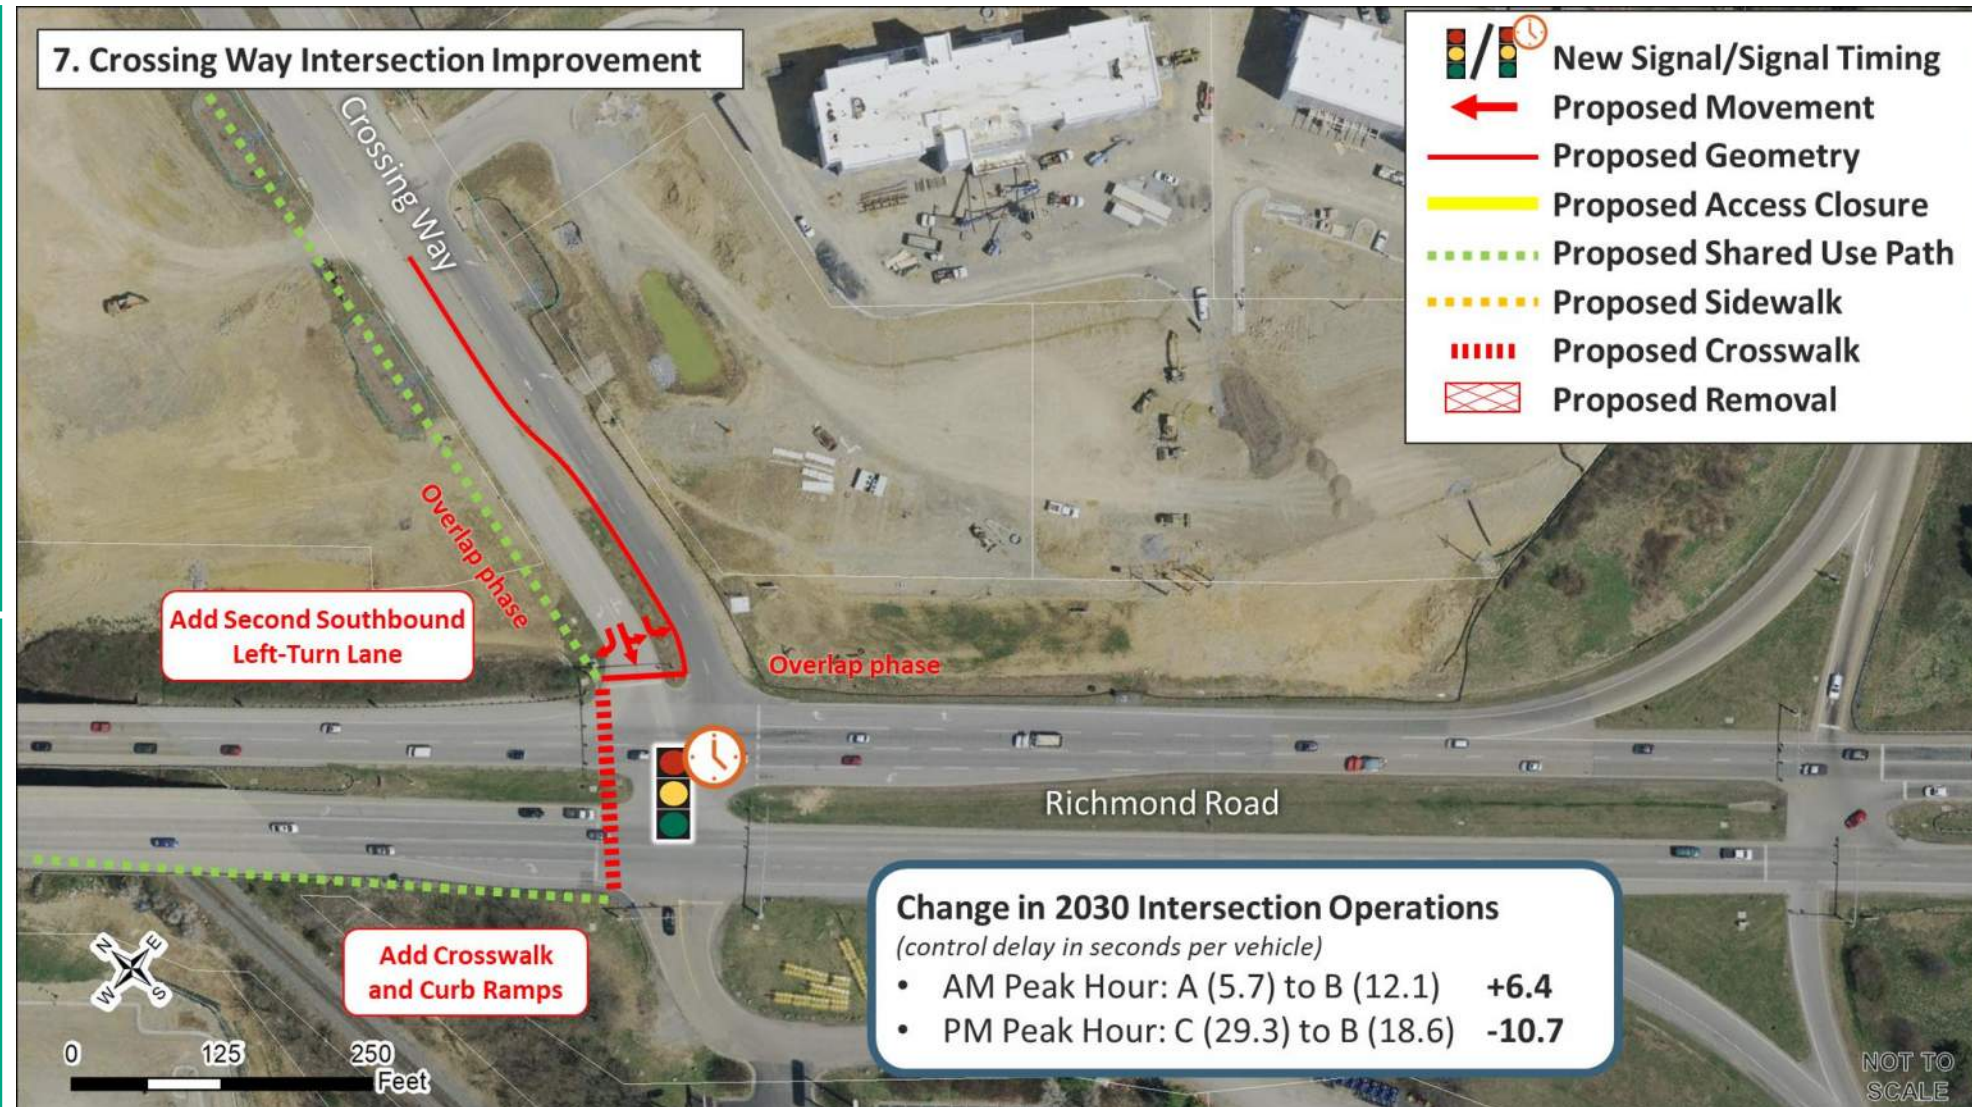 7. Crossing Way Intersection Improvement
New Signal/Signal Timing
Proposed Movement
Proposed Geometry
Proposed Access Closure
Proposed Shared Use Path
Proposed Sidewalk
Proposed Crosswalk
Proposed Removal
Crossing Way
Overlap phase
Add Second Southbound
Left-Turn Lane
Overlap phase
Richmond Road
Add Crosswalk
and Curb Ramps
Change in 2030 Intersection Operations
(control delay in seconds per vehicle)
• AM Peak Hour: A (5.7) to B (12.1) +6.4
• PM Peak Hour: C (29.3) to B (18.6) -10.7
N
E
W
S
0 125 250
Feet
NOT TO
SCALE